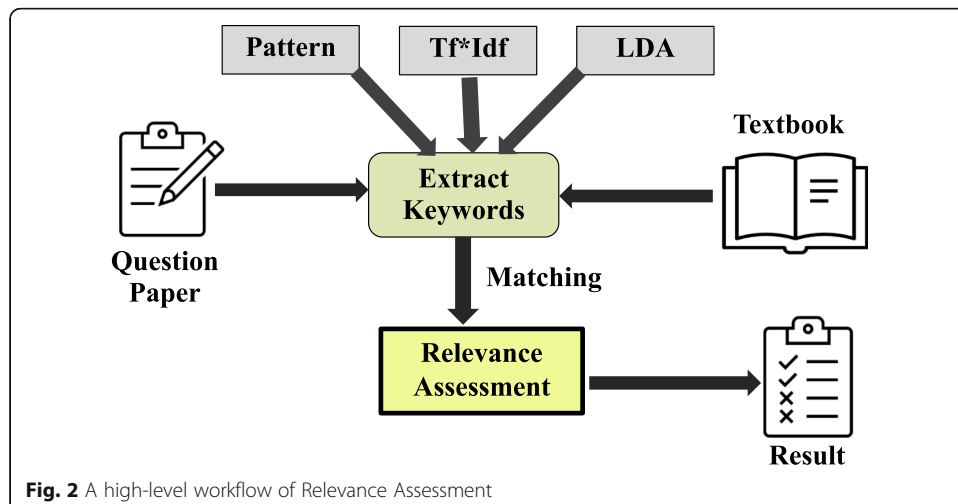 Pattern
Tf*Idf
LDA
Textbook
Extract
Keywords
Question
Paper
Matching
Relevance
Assessment
Result
Fig. 2 A high-level workflow of Relevance Assessment